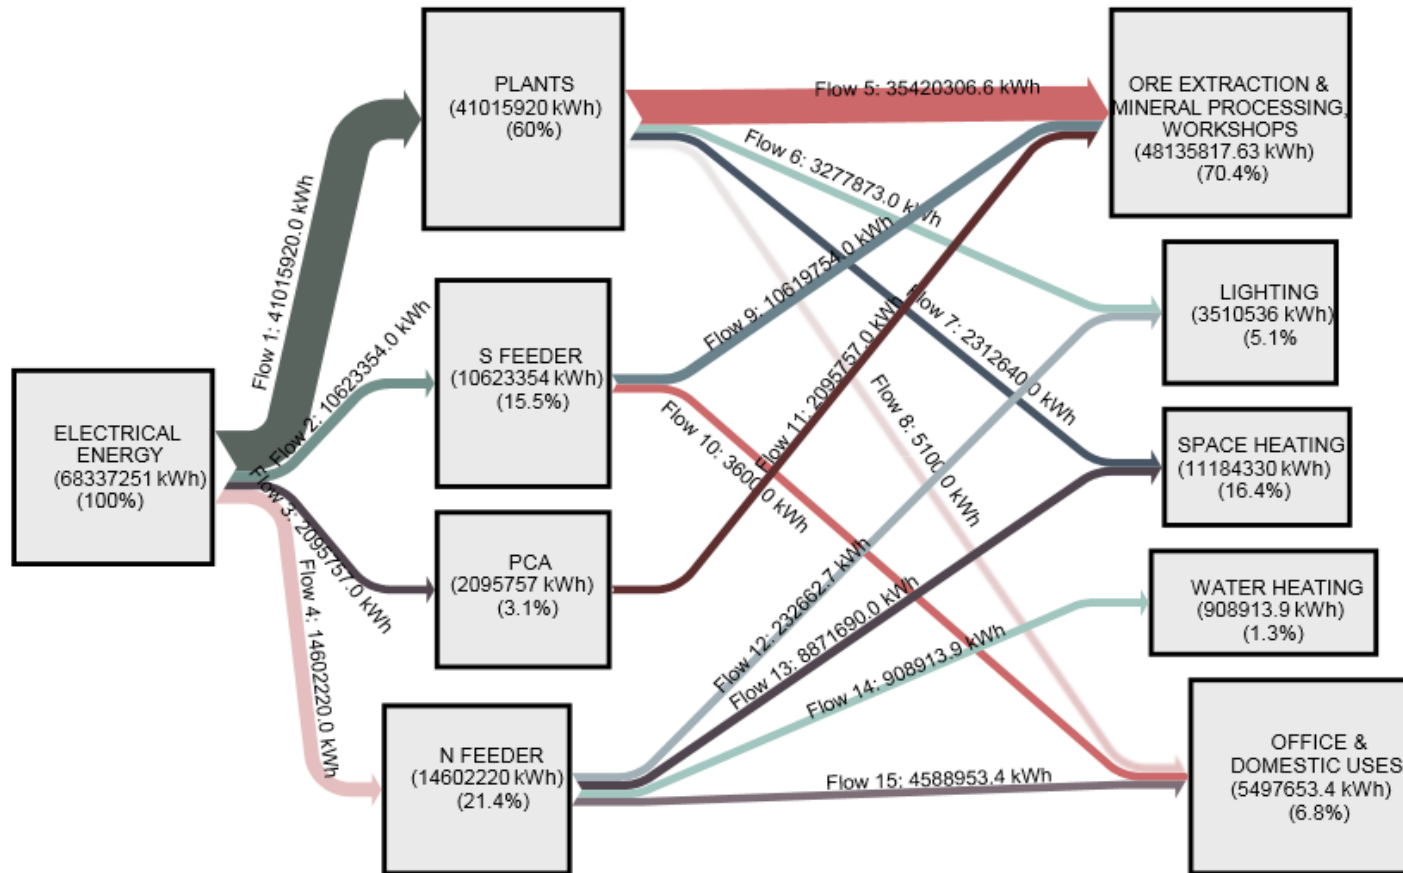 PLANTS
(41015920 kWh)
(60%)
ORE EXTRACTION &
MINERAL PROCESSING,
WORKSHOPS
(48135817.63 kWh)
(70.4%)
Flow 5: 35420306.6 kWh
Flow 6: 3277873.0 kWh
Flow 1: 41015920.0 kWh
Flow 9: 10619754.0 kWh
Flow 7: 2312640.0 kWh
LIGHTING
(3510536 kWh)
(5.1%
Flow 2: 10623354.0 kWh
S FEEDER
(10623354 kWh)
(15.5%)
Flow 11: 2095757.0 kWh
Flow 8: 5100.0 kWh
Flow 10: 3600.0 kWh
ELECTRICAL
ENERGY
(68337251 kWh)
(100%)
SPACE HEATING
(11184330 kWh)
(16.4%)
Flow 3: 2095757.0 kWh
PCA
(2095757 kWh)
(3.1%)
Flow 4: 14602220.0 kWh
Flow 12: 232662.7 kWh
Flow 13: 8871690.0 kWh
Flow 14: 908913.9 kWh
WATER HEATING
(908913.9 kWh)
(1.3%)
N FEEDER
(14602220 kWh)
(21.4%)
Flow 15: 4588953.4 kWh
OFFICE &
DOMESTIC USES
(5497653.4 kWh)
(6.8%)